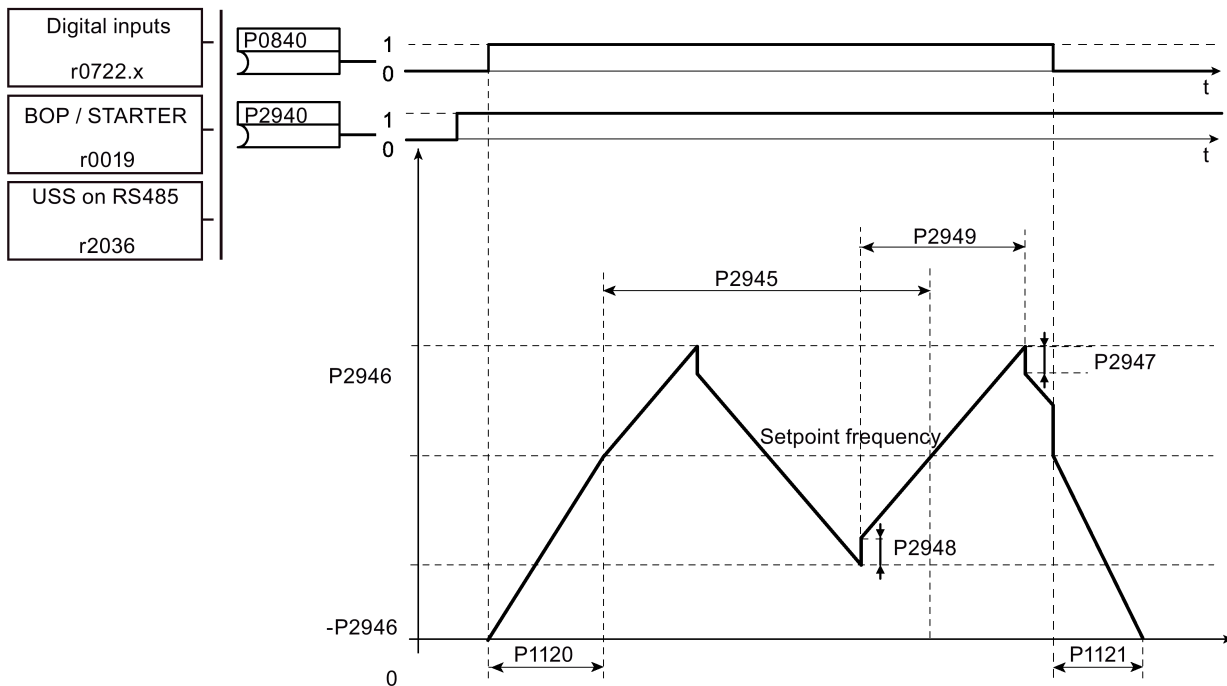 Digital inputs
r0722.x
BOP / STARTER
r0019
USS on RS485
r2036
P0840
1
0
t
P2940
1
0
t
P2949
P2945
P2946
P2947
Setpoint frequency
P2948
-P2946
0
P1120
P1121